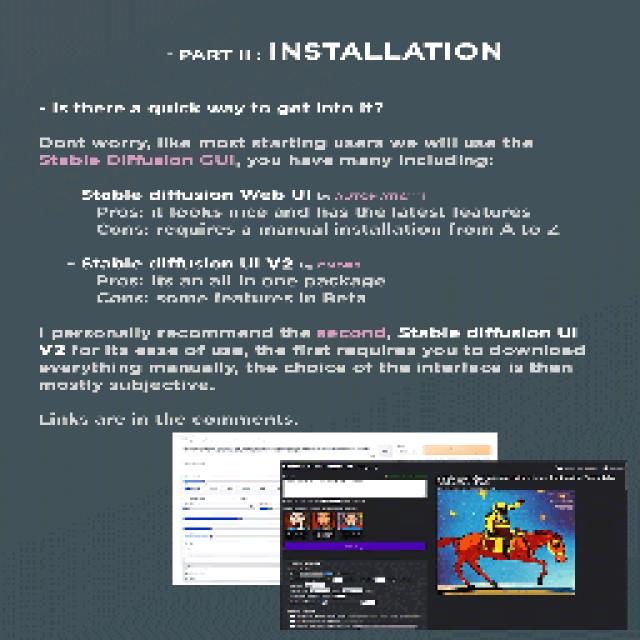 - PART II : INSTALLATION
- Is there a quick way to get into it?
Dont worry, like most starting users we will use the
Stable Diffusion GUI, you have many including:
Stable diffusion Web UI by AUTOMATIC1111
Pros: it looks nice and has the latest features
Cons: requires a manual installation from A to Z
- Stable diffusion UI V2 by
Pros: its an all in one package
Cons: some features in Beta
I personally recommend the second, Stable diffusion UI
V2 for its ease of use, the first requires you to download
everything manually, the choice of the interface is then
mostly subjective.
Links are in the comments.